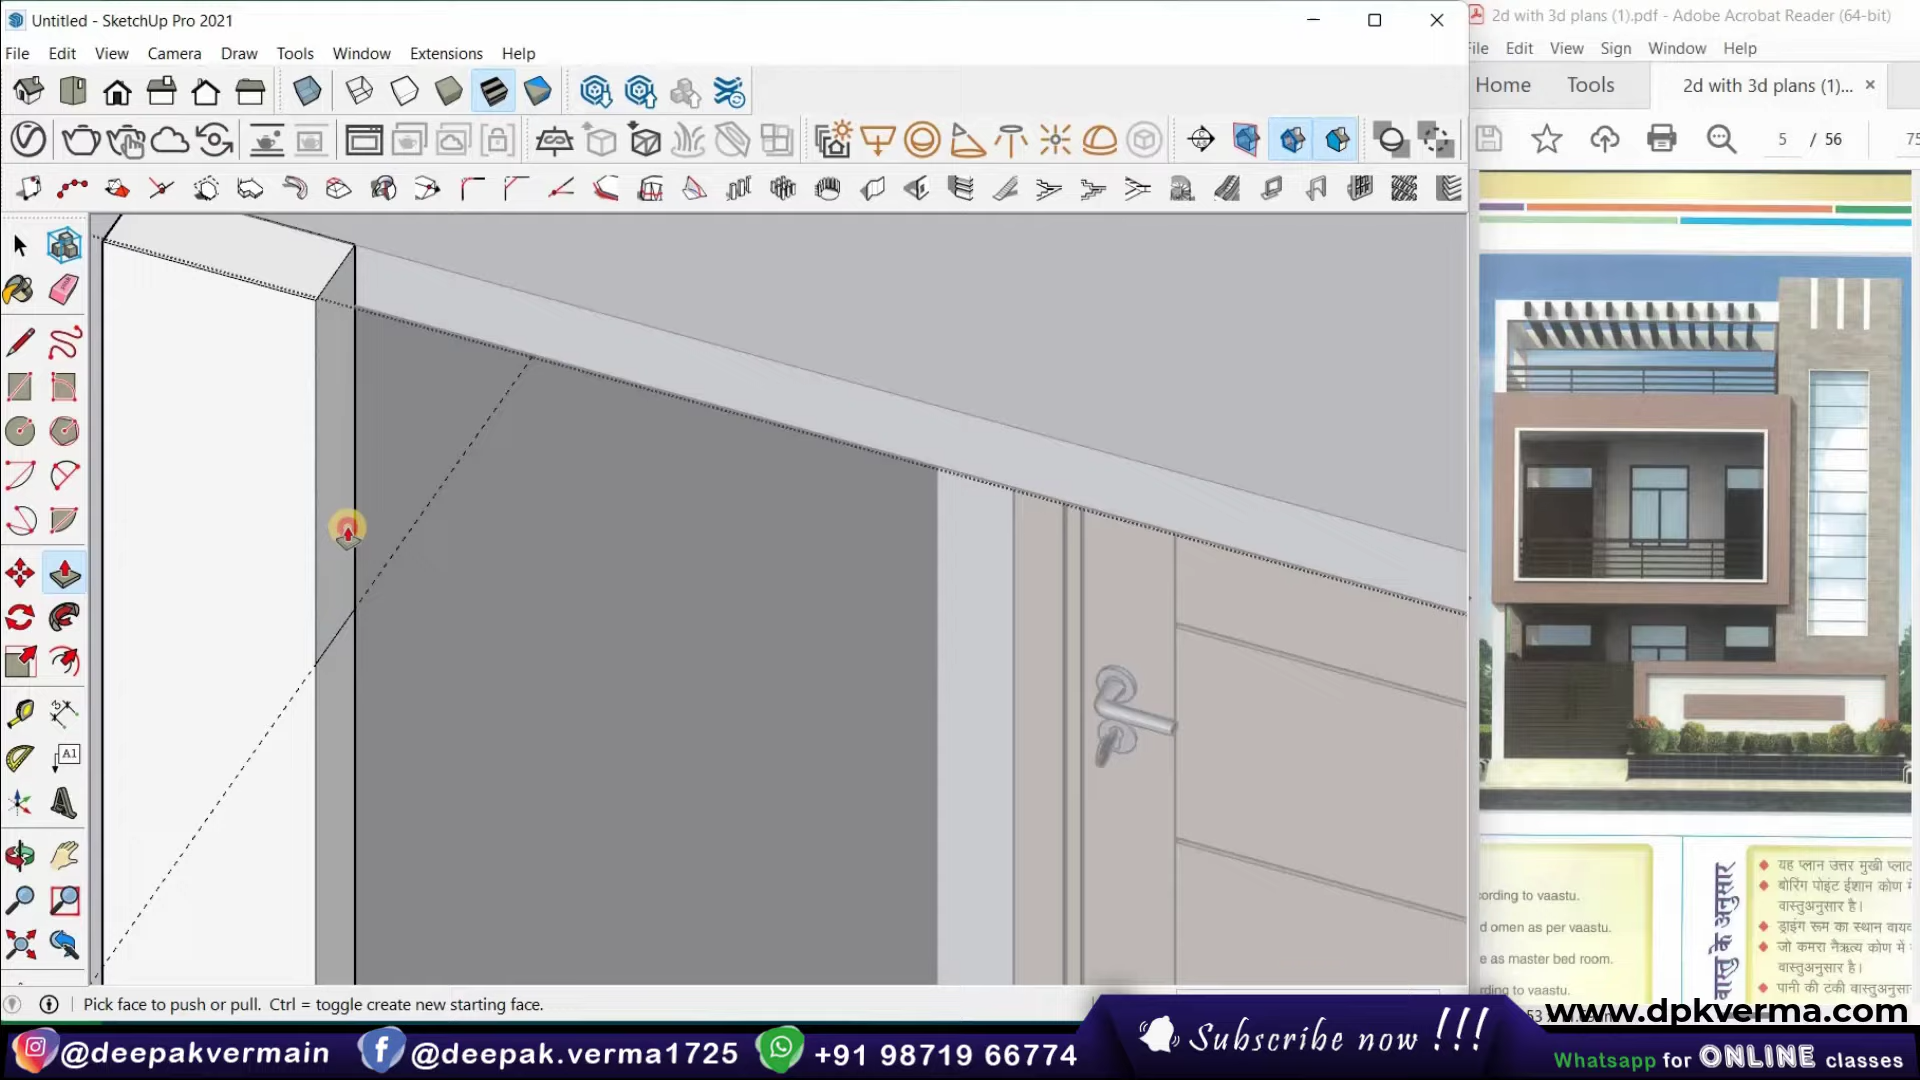 Untitled - SketchUp Pro 2021
File Edit View Camera Draw Tools Window Extensions Help
2d with 3d plans (1).pdf - Adobe Acrobat Reader (64-bit)
Edit View Sign Window Help
Home Tools 2d with 3d plans (1)... ×
5 / 56
A1
Pick face to push or pull. Ctrl = toggle create new starting face.
to vaastu.
omen as per vaastu.
as master bed room.
to vaastu.
वास्तु के अनुसार
यह प्लान उत्तर मुखी
बोरिंग पोइंट ईशान कोण
वास्तुअनुसार है।
ड्राइंग रूम का स्थान
जो कमरा नैऋत्य कोण में
वास्तुअनुसार है।
पानी की टंकी
www.dpkverma.com
@deepakvermain
@deepak.verma1725
+91 98719 66774
Subscribe now !!!
Whatsapp for ONLINE classes